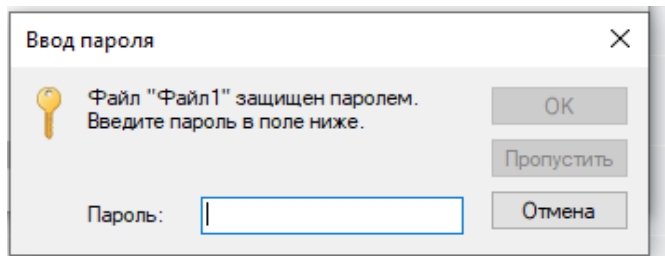 Ввод пароля
Файл "Файл1" защищен паролем.
Введите пароль в поле ниже.
OK
Пропустить
Пароль:
Отмена